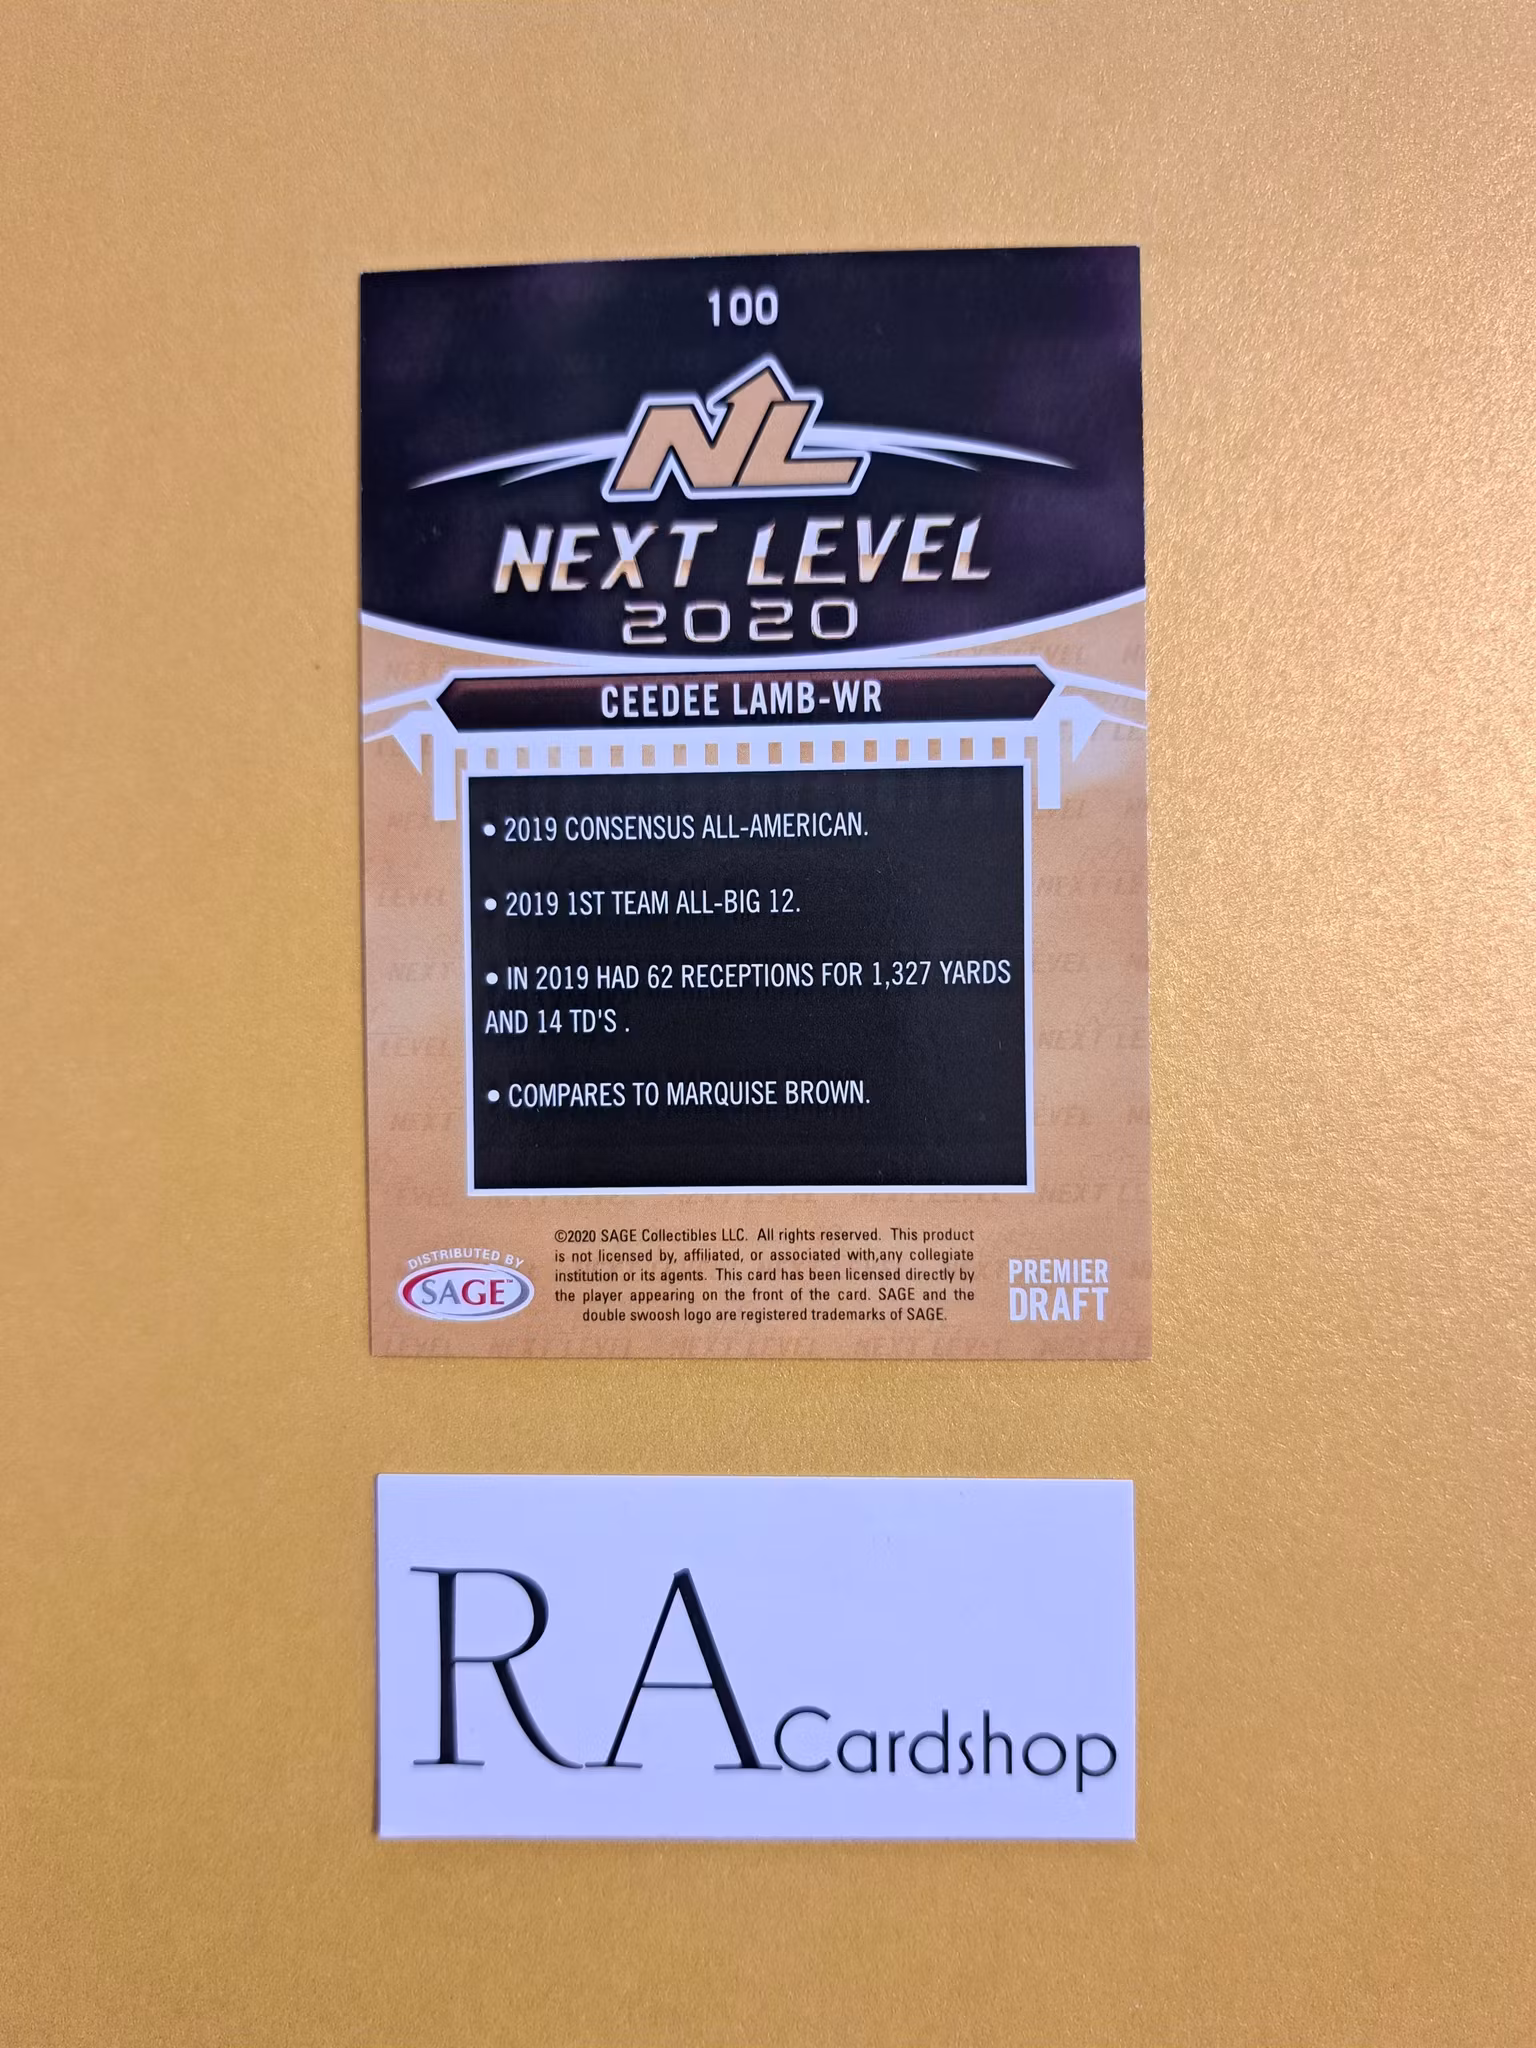 100
NL
NEXT LEVEL
2020
CEEDEE LAMB-WR
• 2019 CONSENSUS ALL-AMERICAN.
• 2019 1ST TEAM ALL-BIG 12.
• IN 2019 HAD 62 RECEPTIONS FOR 1,327 YARDS
AND 14 TD'S .
• COMPARES TO MARQUISE BROWN.
DISTRIBUTED BY
SAGE™
©2020 SAGE Collectibles LLC. All rights reserved. This product
is not licensed by, affiliated, or associated with,any collegiate
institution or its agents. This card has been licensed directly by
the player appearing on the front of the card. SAGE and the
double swoosh logo are registered trademarks of SAGE.
PREMIER
DRAFT
RA Cardshop